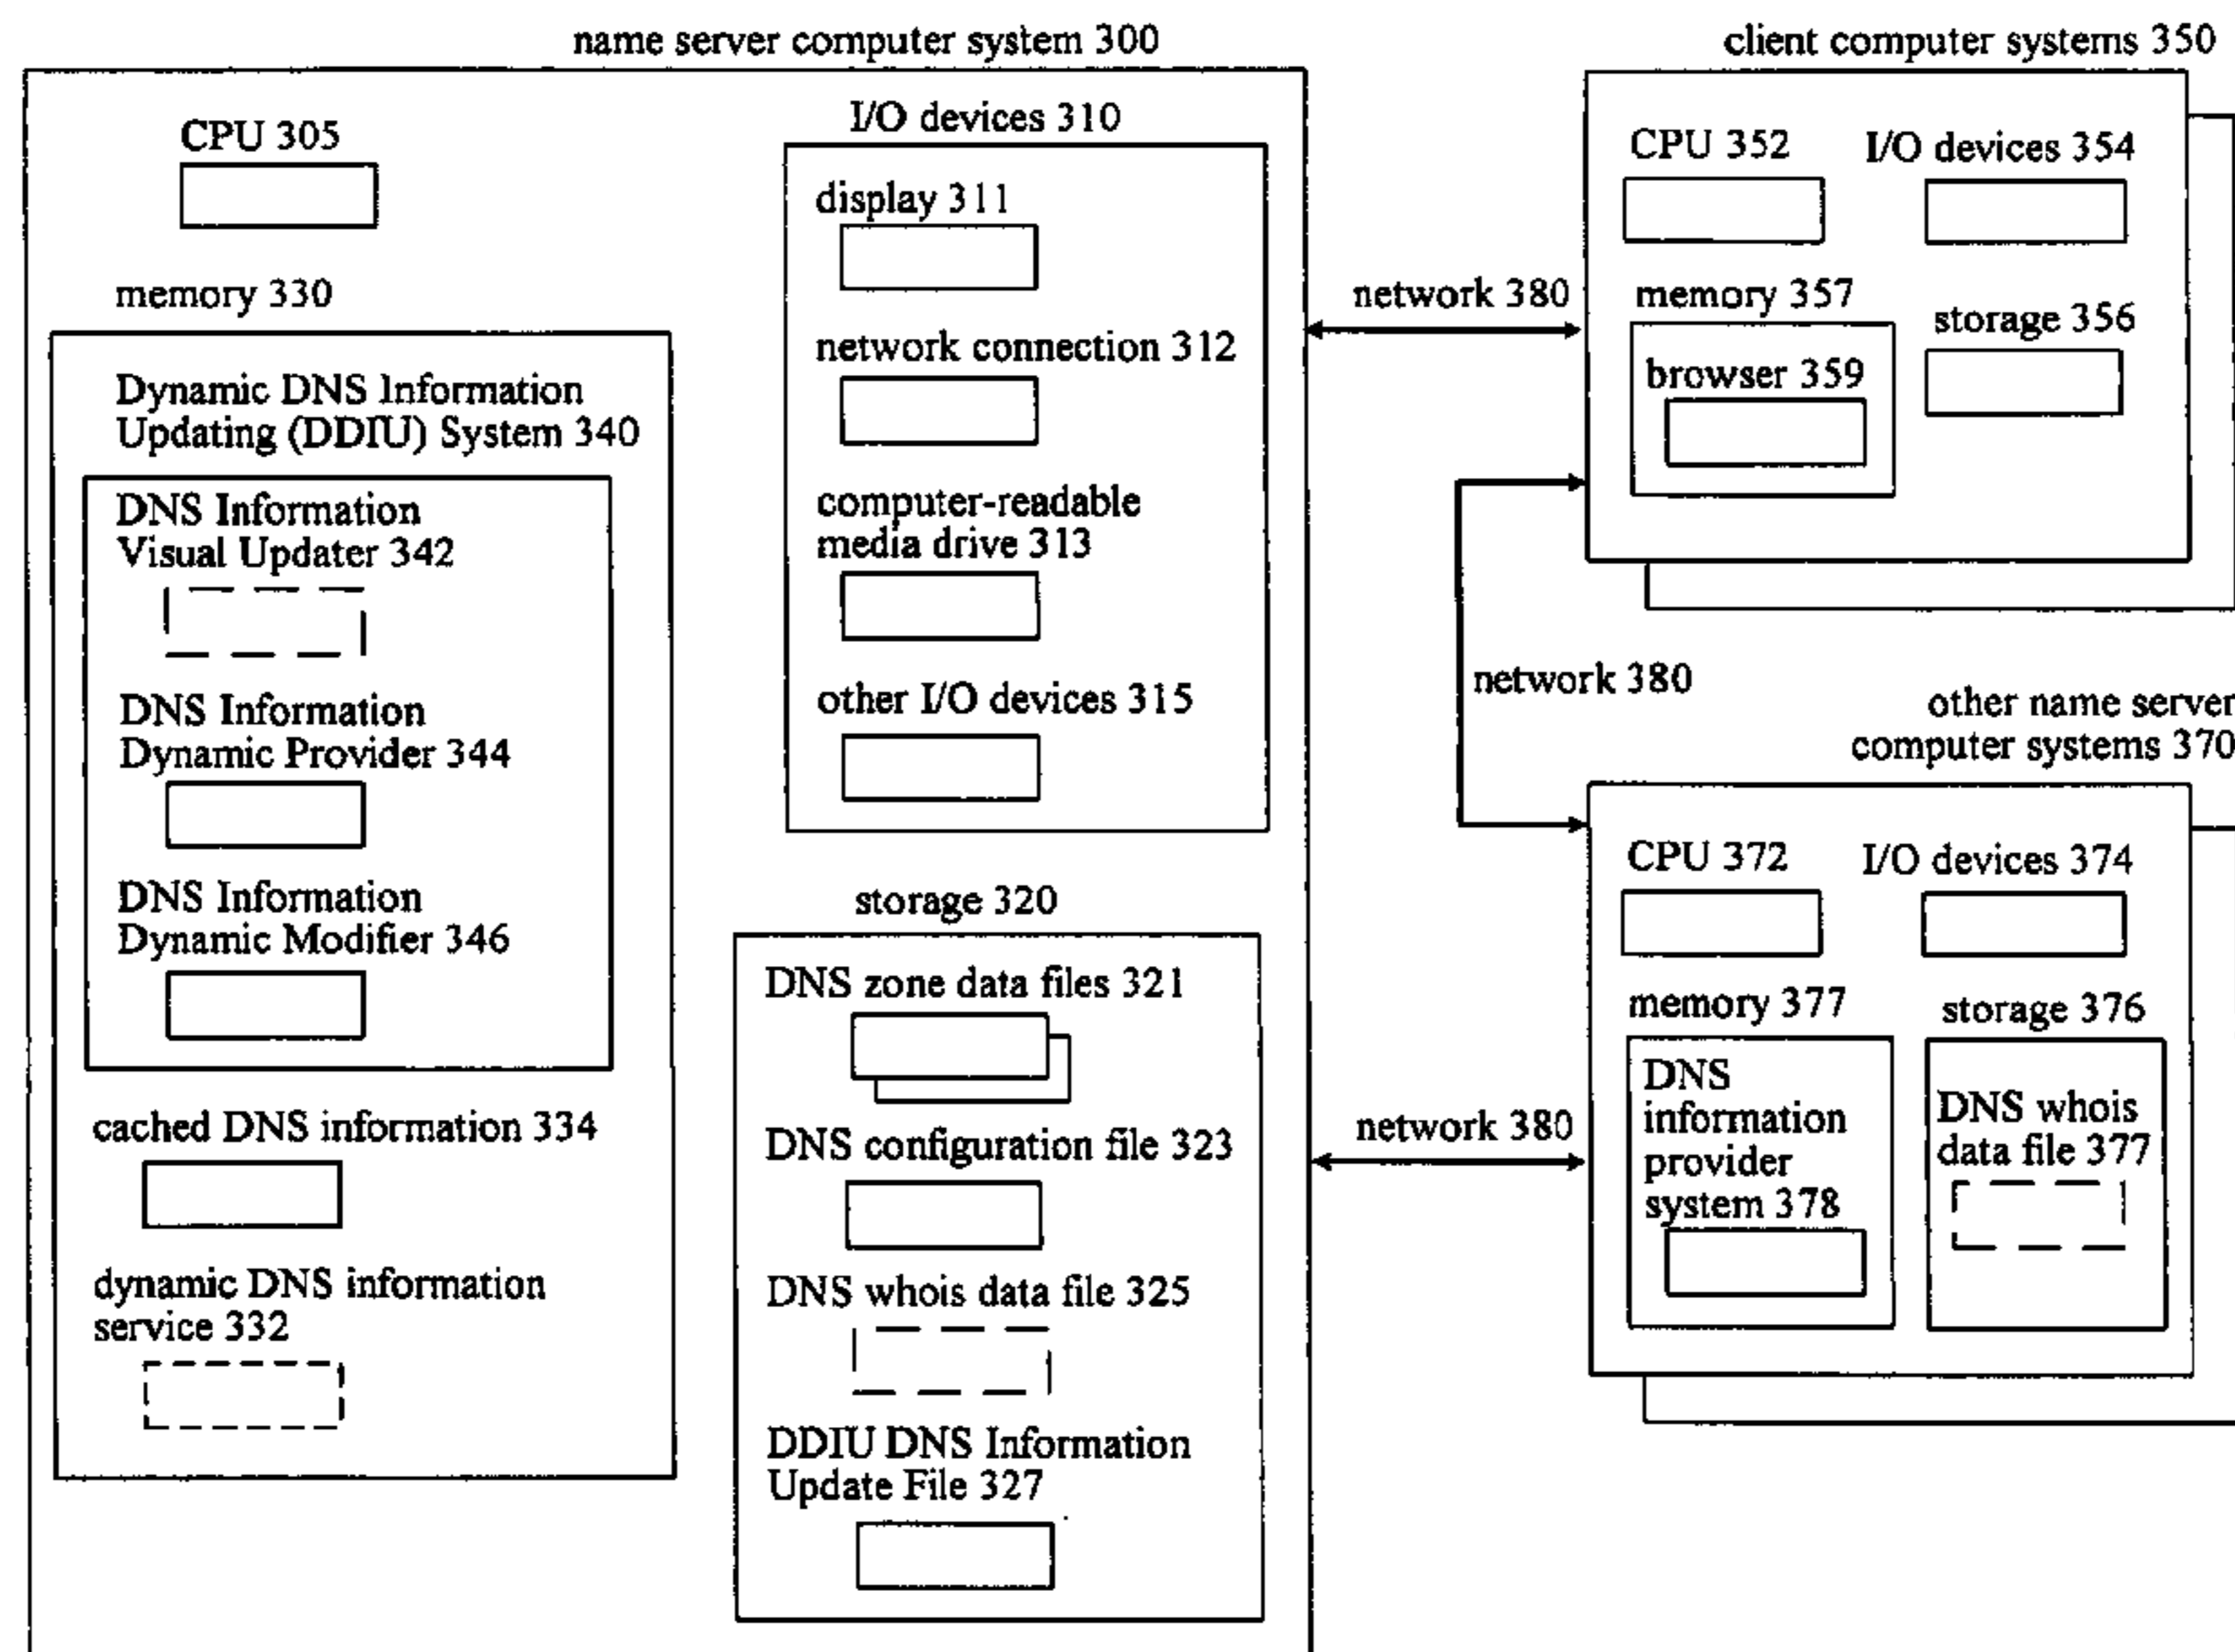 name server computer system 300
CPU 305
memory 330
Dynamic DNS Information
Updating (DDIU) System 340
DNS Information
Visual Updater 342
DNS Information
Dynamic Provider 344
DNS Information
Dynamic Modifier 346
cached DNS information 334
dynamic DNS information
service 332
I/O devices 310
display 311
network connection 312
computer-readable
media drive 313
other I/O devices 315
storage 320
DNS zone data files 321
DNS configuration file 323
DNS whois data file 325
DDIU DNS Information
Update File 327
network 380
network 380
network 380
client computer systems 350
CPU 352
I/O devices 354
memory 357
browser 359
storage 356
other name server
computer systems 370
CPU 372
I/O devices 374
memory 377
DNS
information
provider
system 378
storage 376
DNS whois
data file 377